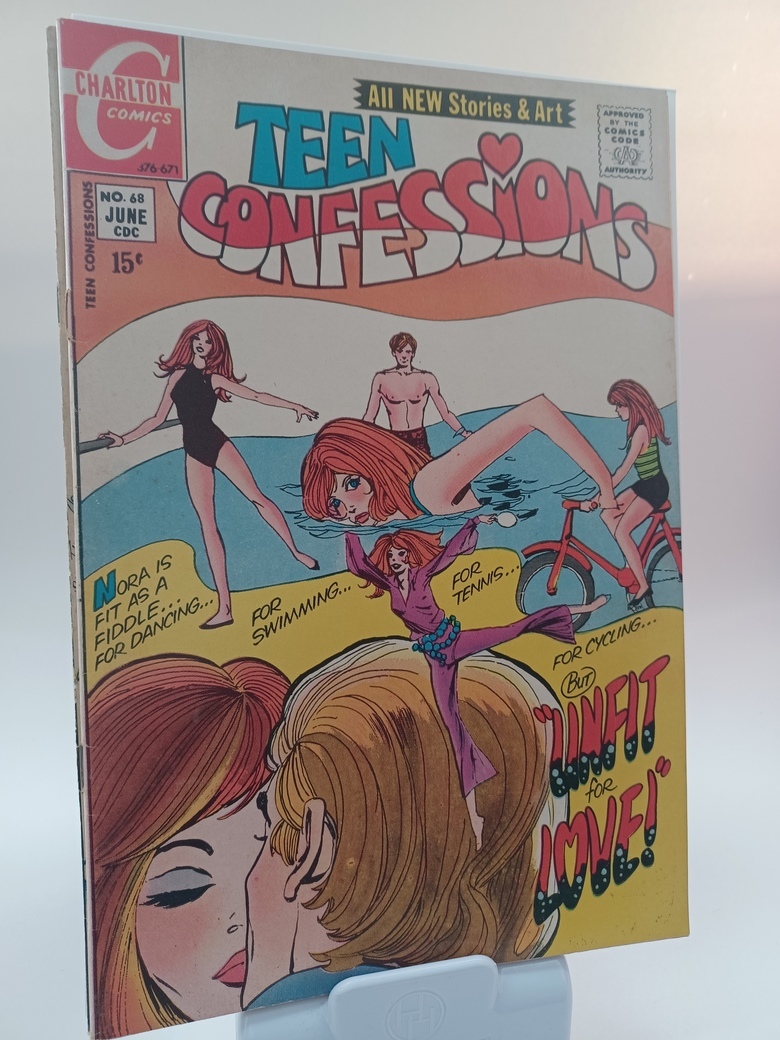 CHARLTON
COMICS
576-671
TEEN CONFESSIONS
NO. 68
JUNE
CDC
15¢
All NEW Stories & Art
TEEN
CONFESSIONS
APPROVED
BY THE
COMICS
CODE
CA
AUTHORITY
NORA IS
FIT AS A
FIDDLE...
FOR DANCING...
FOR
SWIMMING...
FOR
TENNIS...
FOR CYCLING...
BUT
"UNFIT
for
LOVE!"